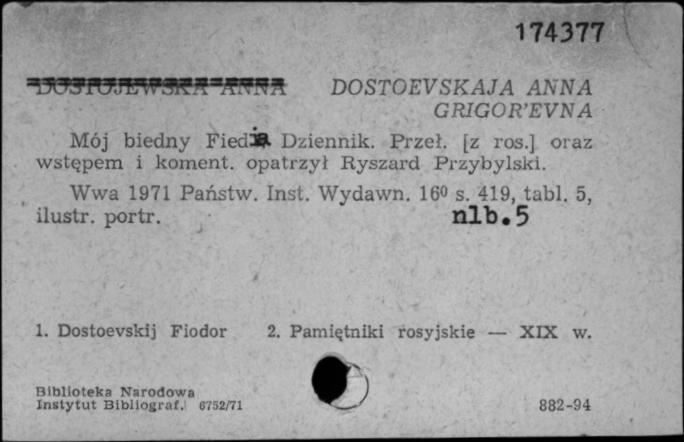 174377
DOSTOJEWSKA ANNA DOSTOEVSKAJA ANNA
GRIGOR'EVNA
Mój biedny Fiedia Dziennik. Przeł. [z ros.] oraz
wstępem i koment. opatrzył Ryszard Przybylski.
Wwa 1971 Państw. Inst. Wydawn. 16⁰ s. 419, tabl. 5,
ilustr. portr. nlb.5
1. Dostoevskij Fiodor 2. Pamiętniki rosyjskie — XIX w.
Biblioteka Narodowa
Instytut Bibliograf. 6752/71 882-94